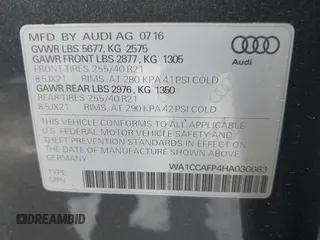 MFD. BY AUDI AG 07/16
GVWR LBS 5677, KG 2575
GAWR FRONT LBS 2877, KG 1305
FRONT-TIRES 255/40 R21
8.5JX21 RIMS, AT 280 KPA 41 PSI COLD
GAWR REAR LBS 2976, KG 1350
REAR-TIRES 255/40 R21
8.5JX21 RIMS, AT 290 KPA 42 PSI COLD
Audi
THIS VEHICLE CONFORMS TO ALL APPLICABLE
U.S. FEDERAL MOTOR VEHICLE SAFETY BUMPER AND
THEFT PREVENTION STANDARDS IN EFFECT ON THE
DATE OF MANUFACTURE SHOWN ABOVE.
GERMANY
WA1CCAFP4HA030063
TYPE:
MPV
DREAMBID